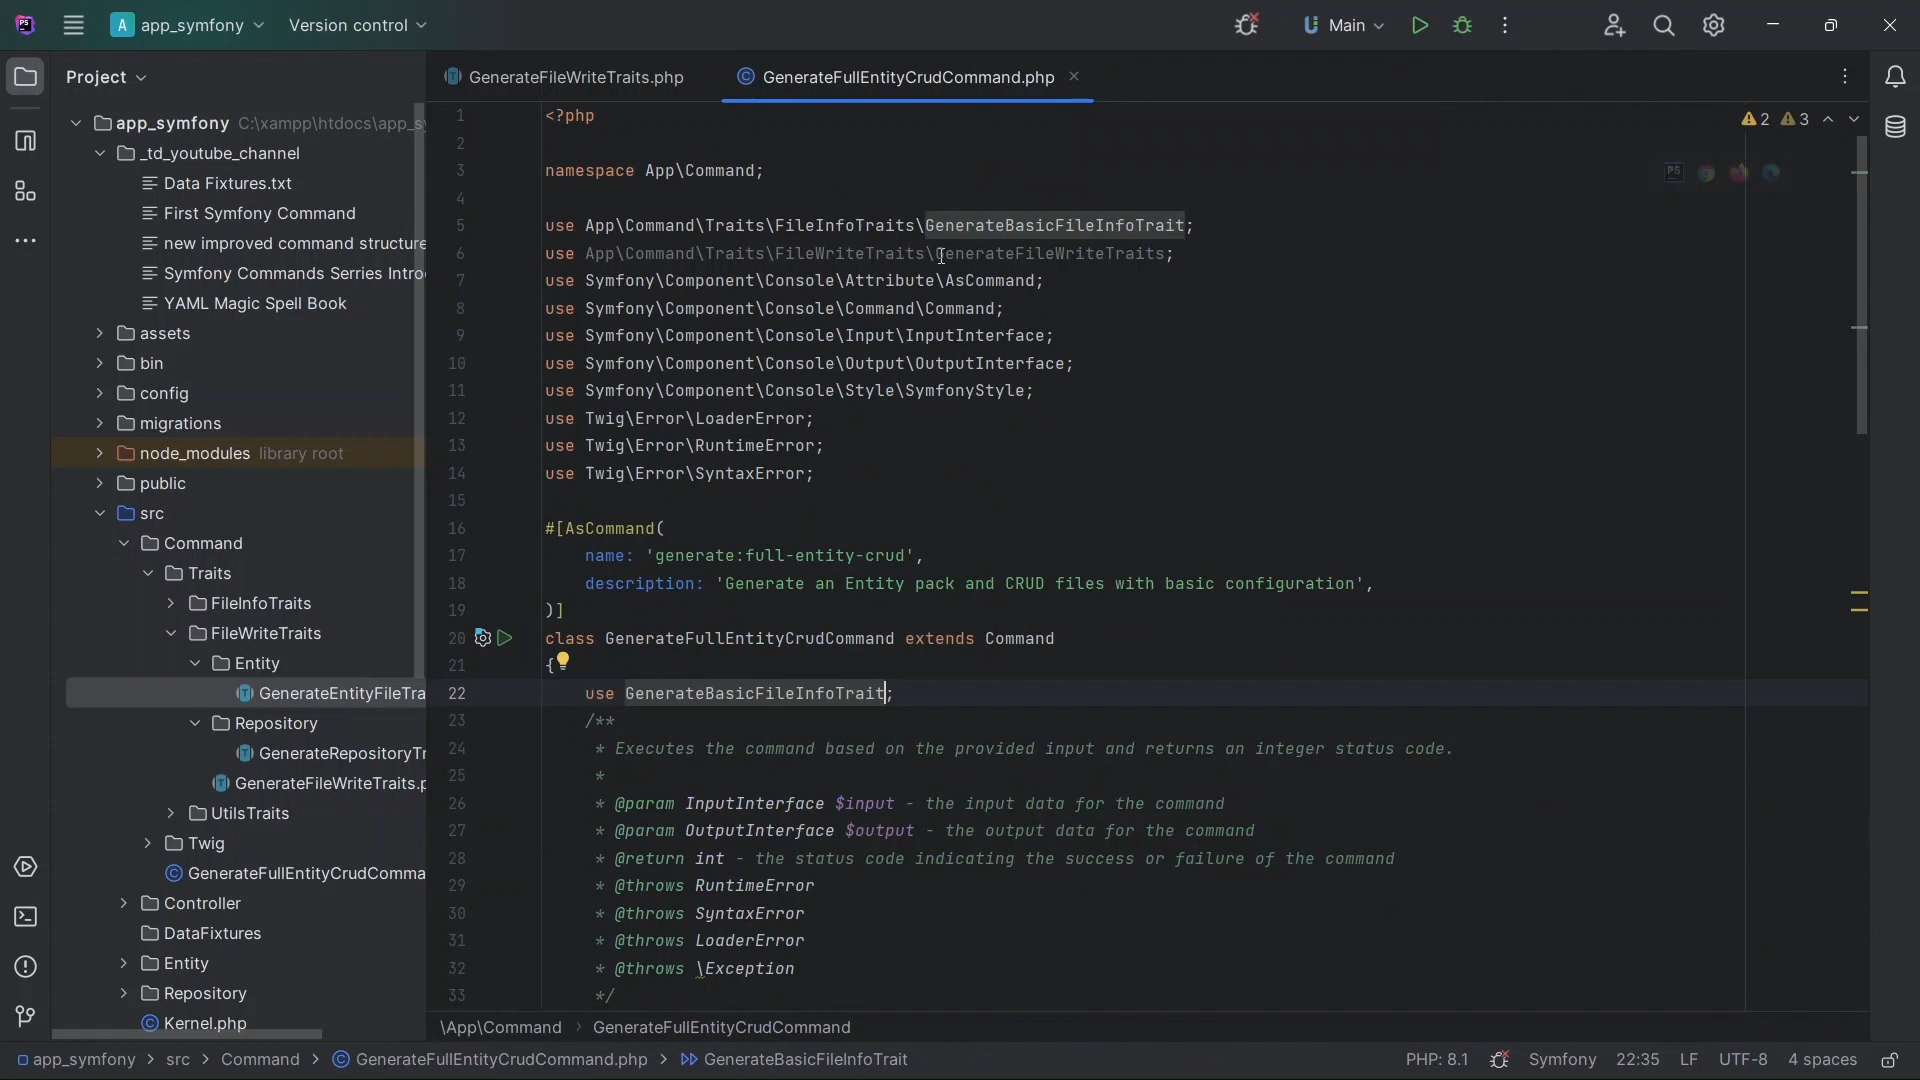 PS
A app_symfony
Version control
Main
Project
GenerateFileWriteTraits.php
GenerateFullEntityCrudCommand.php
app_symfony C:\xampp\htdocs\app_sy
_td_youtube_channel
Data Fixtures.txt
First Symfony Command
new improved command structure
Symfony Commands Serries Intro
YAML Magic Spell Book
assets
bin
config
migrations
node_modules library root
public
src
Command
Traits
FileInfoTraits
FileWriteTraits
Entity
GenerateEntityFileTra
Repository
GenerateRepositoryTr
GenerateFileWriteTraits.p
UtilsTraits
Twig
GenerateFullEntityCrudComma
Controller
DataFixtures
Entity
Repository
Kernel.php
2 3
1 <?php
2
3 namespace App\Command;
4
5 use App\Command\Traits\FileInfoTraits\GenerateBasicFileInfoTrait;
6 use App\Command\Traits\FileWriteTraits\GenerateFileWriteTraits;
7 use Symfony\Component\Console\Attribute\AsCommand;
8 use Symfony\Component\Console\Command\Command;
9 use Symfony\Component\Console\Input\InputInterface;
10 use Symfony\Component\Console\Output\OutputInterface;
11 use Symfony\Component\Console\Style\SymfonyStyle;
12 use Twig\Error\LoaderError;
13 use Twig\Error\RuntimeError;
14 use Twig\Error\SyntaxError;
15
16 #[AsCommand(
17 name: 'generate:full-entity-crud',
18 description: 'Generate an Entity pack and CRUD files with basic configuration',
19 )]
20 class GenerateFullEntityCrudCommand extends Command
21 {
22 use GenerateBasicFileInfoTrait;
23 /**
24 * Executes the command based on the provided input and returns an integer status code.
25 *
26 * @param InputInterface $input - the input data for the command
27 * @param OutputInterface $output - the output data for the command
28 * @return int - the status code indicating the success or failure of the command
29 * @throws RuntimeError
30 * @throws SyntaxError
31 * @throws LoaderError
32 * @throws \Exception
33 */
PS
\App\Command > GenerateFullEntityCrudCommand
app_symfony > src > Command > GenerateFullEntityCrudCommand.php > GenerateBasicFileInfoTrait
PHP: 8.1 Symfony 22:35 LF UTF-8 4 spaces